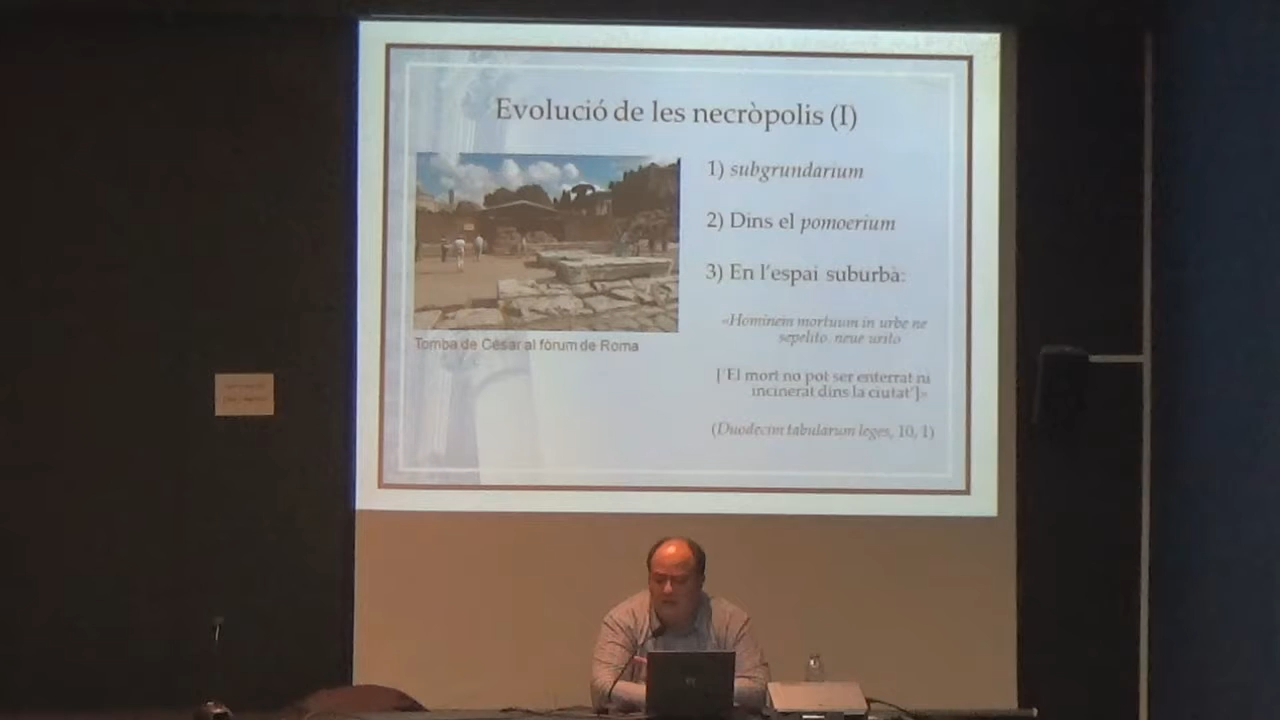 Evolució de les necròpolis (I)
1) subgrundarium
2) Dins el pomoerium
3) En l'espai suburbà:
«Hominem mortuum in urbe ne
sepelito, neue urito
['El mort no pot ser enterrat ni
incinerat dins la ciutat']»
(Duodecim tabularum leges, 10, 1)
Tomba de Cèsar al fòrum de Roma